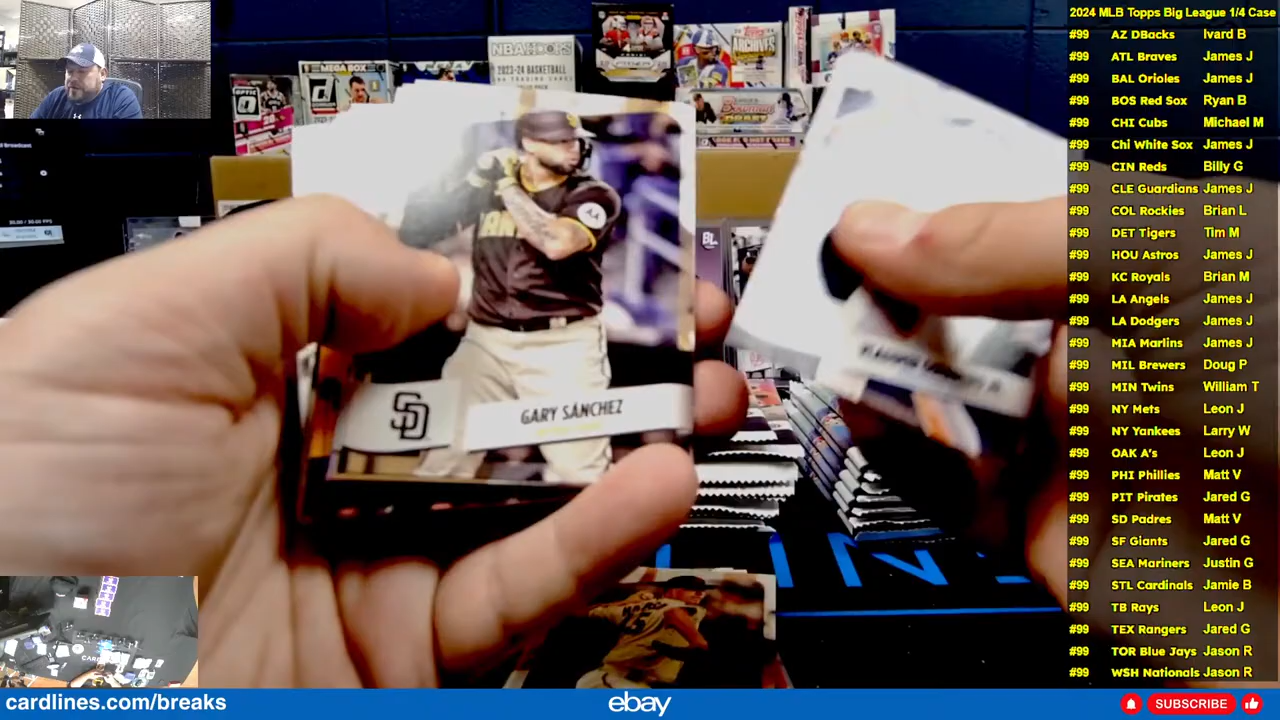 2024 MLB Topps Big League 1/4 Case
#99 AZ DBacks Ivard B
#99 ATL Braves James J
#99 BAL Orioles James J
#99 BOS Red Sox Ryan B
#99 CHI Cubs Michael M
#99 Chi White Sox James J
#99 CIN Reds Billy G
#99 CLE Guardians James J
#99 COL Rockies Brian L
#99 DET Tigers Tim M
#99 HOU Astros James J
#99 KC Royals Brian M
#99 LA Angels James J
#99 LA Dodgers James J
#99 MIA Marlins James J
#99 MIL Brewers Doug P
#99 MIN Twins William T
#99 NY Mets Leon J
#99 NY Yankees Larry W
#99 OAK A's Leon J
#99 PHI Phillies Matt V
#99 PIT Pirates Jared G
#99 SD Padres Matt V
#99 SF Giants Jared G
#99 SEA Mariners Justin G
#99 STL Cardinals Jamie B
#99 TB Rays Leon J
#99 TEX Rangers Jared G
#99 TOR Blue Jays Jason R
#99 WSH Nationals Jason R
MEGA BOX
OPTIC
NBA HOOPS
2023-24 BASKETBALL
Topps
ARCHIVES
Bowman
DRAFT
BL
SD
GARY SÁNCHEZ
cardlines.com/breaks
ebay
SUBSCRIBE